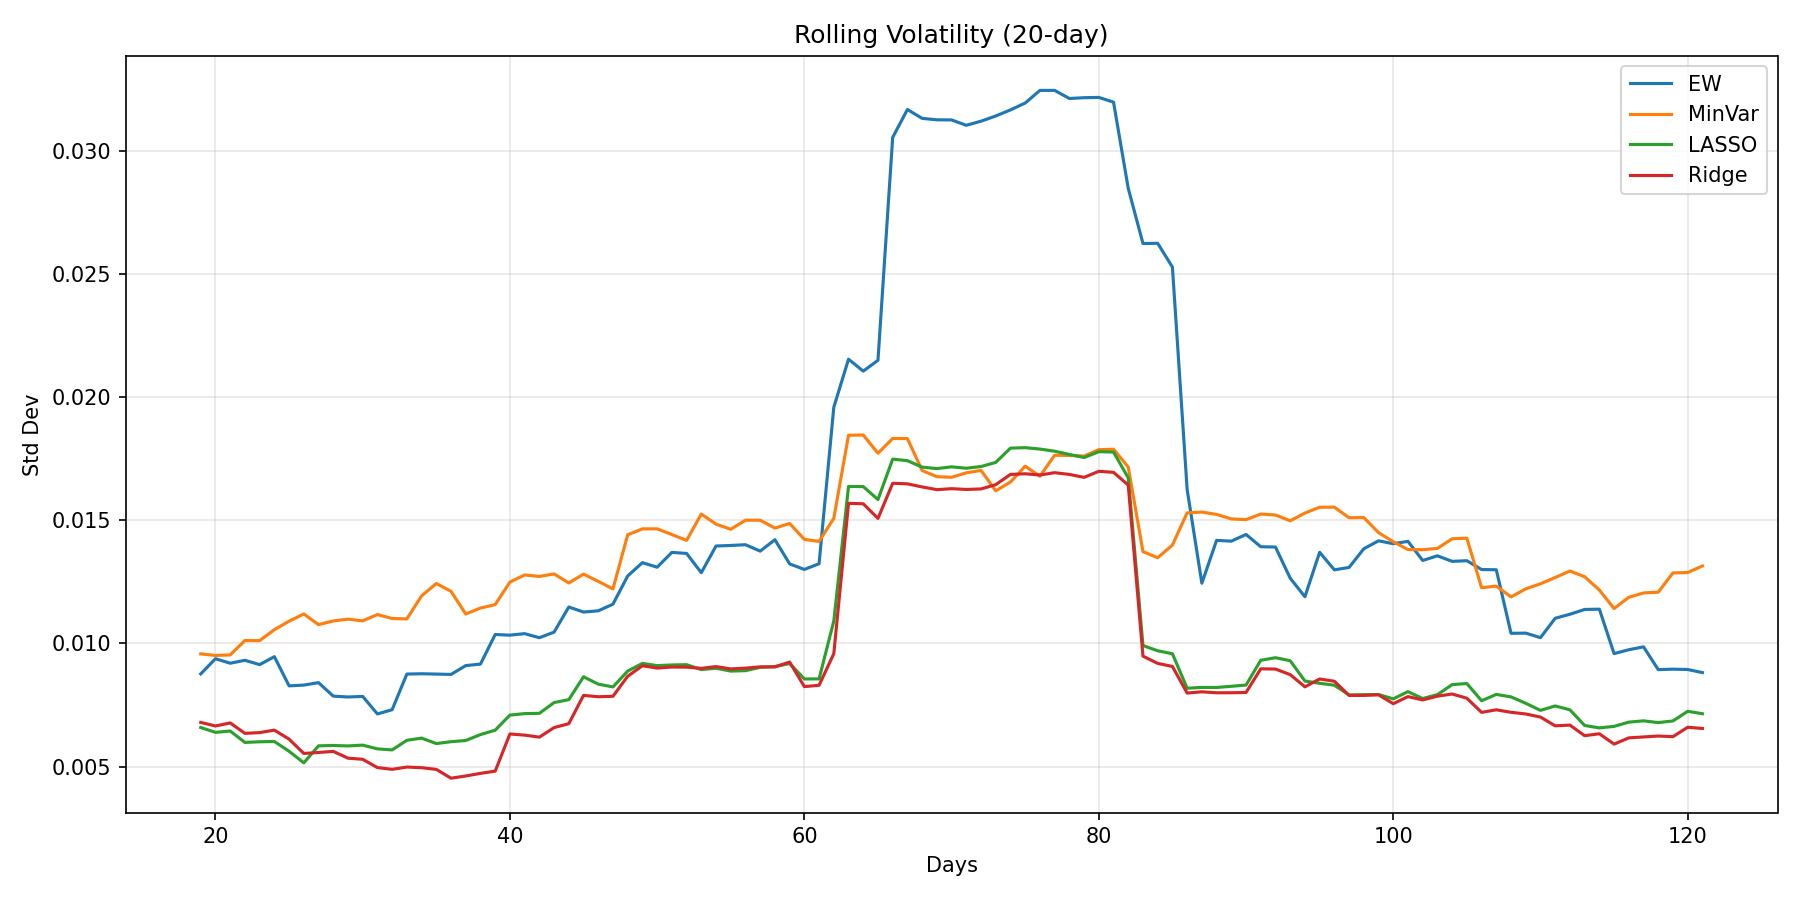 Rolling Volatility (20-day)
EW
MinVar
LASSO
Ridge
0.030
0.025
0.020
0.015
0.010
0.005
Std Dev
20 40 60 80 100 120
Days